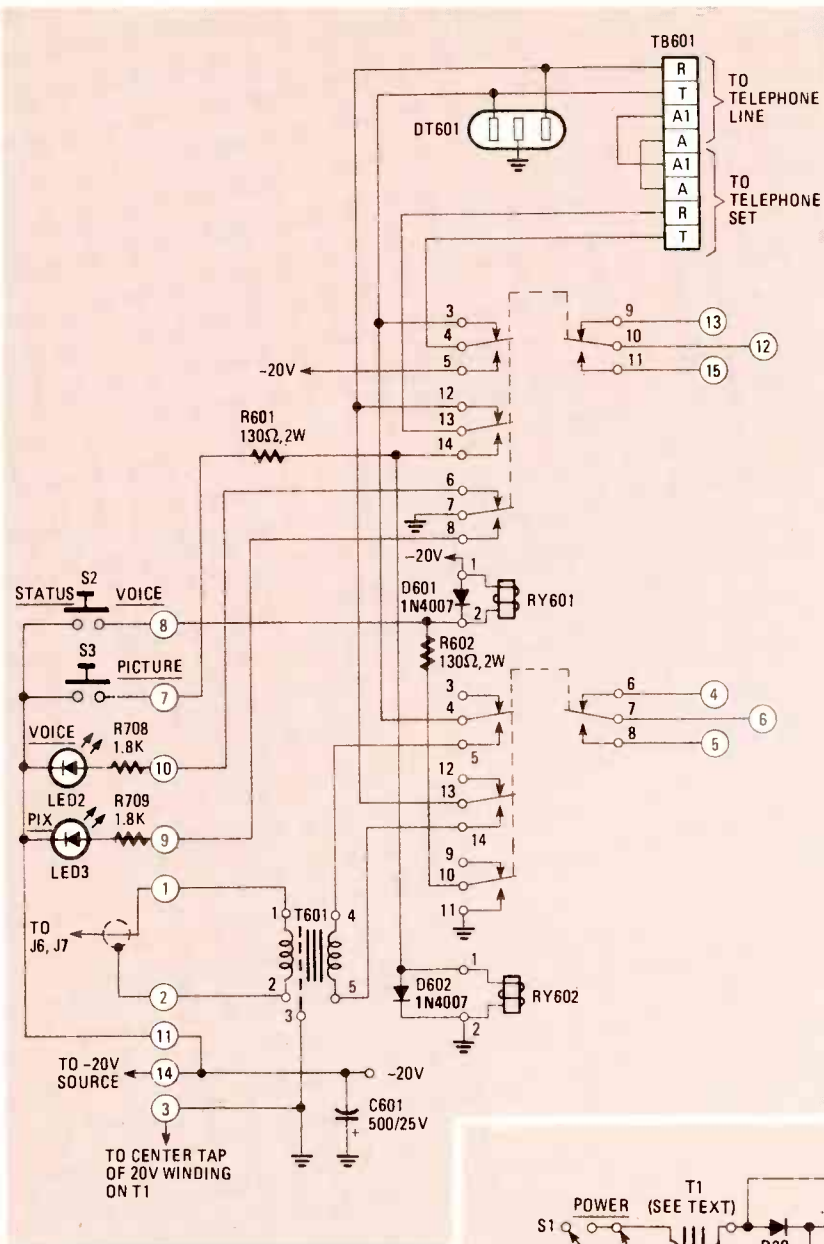 TB601
R
T
A1
A
A1
A
R
T
TO
TELEPHONE
LINE
TO
TELEPHONE
SET
DT601
3
4
5
-20V
12
13
14
6
7
8
9
10
11
13
12
15
R601
130Ω, 2W
-20V
1
2
D601
1N4007
RY601
S2
STATUS
VOICE
8
S3
PICTURE
7
R602
130Ω, 2W
VOICE
R708
1.8K
10
LED2
PIX
R709
1.8K
9
LED3
3
4
5
12
13
14
9
10
11
6
7
8
4
6
5
1
TO
J6, J7
2
1
T601
4
2
5
3
D602
1N4007
1
2
RY602
11
TO -20V
SOURCE
14
-20V
3
C601
500/25V
+
TO CENTER TAP
OF 20V WINDING
ON T1
T1
POWER
(SEE TEXT)
S1